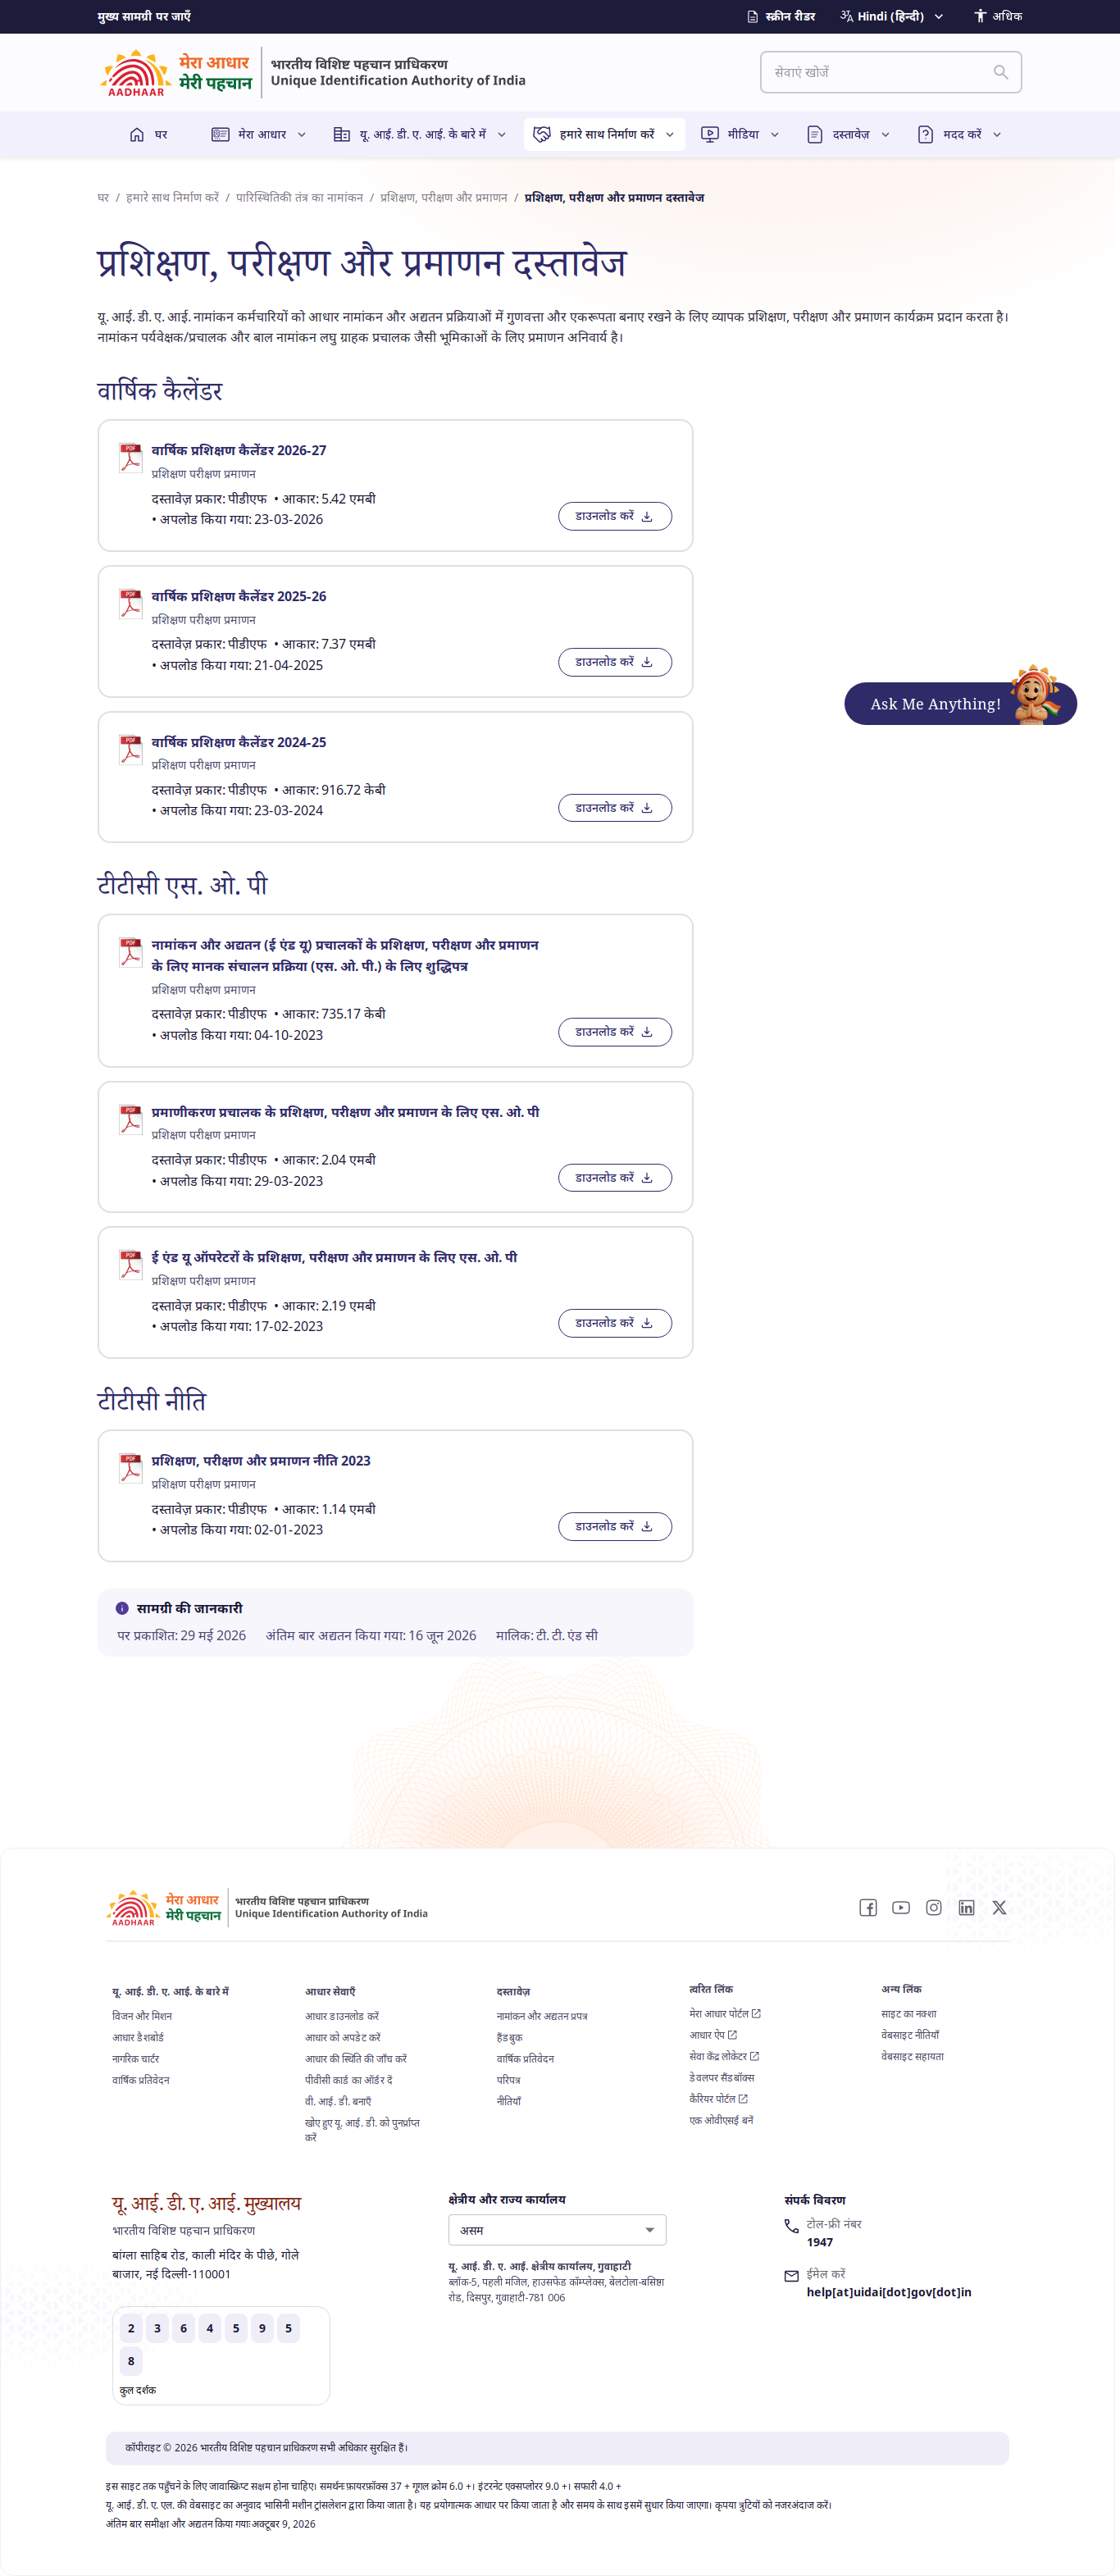 मुख्य सामग्री पर जाएँ
स्क्रीन रीडर
Hindi (हिन्दी)
अधिक
मेरा आधार
मेरी पहचान
AADHAAR
भारतीय विशिष्ट पहचान प्राधिकरण
Unique Identification Authority of India
सेवाएं खोजें
घर
मेरा आधार
यू. आई. डी. ए. आई. के बारे में
हमारे साथ निर्माण करें
मीडिया
दस्तावेज़
मदद करें
घर / हमारे साथ निर्माण करें / पारिस्थितिकी तंत्र का नामांकन / प्रशिक्षण, परीक्षण और प्रमाणन / प्रशिक्षण, परीक्षण और प्रमाणन दस्तावेज
प्रशिक्षण, परीक्षण और प्रमाणन दस्तावेज
यू. आई. डी. ए. आई. नामांकन कर्मचारियों को आधार नामांकन और अद्यतन प्रक्रियाओं में गुणवत्ता और एकरूपता बनाए रखने के लिए व्यापक प्रशिक्षण, परीक्षण और प्रमाणन कार्यक्रम प्रदान करता है।
नामांकन पर्यवेक्षक/प्रचालक और बाल नामांकन लघु ग्राहक प्रचालक जैसी भूमिकाओं के लिए प्रमाणन अनिवार्य है।
वार्षिक कैलेंडर
PDF
वार्षिक प्रशिक्षण कैलेंडर 2026-27
प्रशिक्षण परीक्षण प्रमाणन
दस्तावेज़ प्रकार: पीडीएफ • आकार: 5.42 एमबी
• अपलोड किया गया: 23-03-2026
डाउनलोड करें
PDF
वार्षिक प्रशिक्षण कैलेंडर 2025-26
प्रशिक्षण परीक्षण प्रमाणन
दस्तावेज़ प्रकार: पीडीएफ • आकार: 7.37 एमबी
• अपलोड किया गया: 21-04-2025
डाउनलोड करें
Ask Me Anything!
PDF
वार्षिक प्रशिक्षण कैलेंडर 2024-25
प्रशिक्षण परीक्षण प्रमाणन
दस्तावेज़ प्रकार: पीडीएफ • आकार: 916.72 केबी
• अपलोड किया गया: 23-03-2024
डाउनलोड करें
टीटीसी एस. ओ. पी
PDF
नामांकन और अद्यतन (ई एंड यू) प्रचालकों के प्रशिक्षण, परीक्षण और प्रमाणन
के लिए मानक संचालन प्रक्रिया (एस. ओ. पी.) के लिए शुद्धिपत्र
प्रशिक्षण परीक्षण प्रमाणन
दस्तावेज़ प्रकार: पीडीएफ • आकार: 735.17 केबी
• अपलोड किया गया: 04-10-2023
डाउनलोड करें
PDF
प्रमाणीकरण प्रचालक के प्रशिक्षण, परीक्षण और प्रमाणन के लिए एस. ओ. पी
प्रशिक्षण परीक्षण प्रमाणन
दस्तावेज़ प्रकार: पीडीएफ • आकार: 2.04 एमबी
• अपलोड किया गया: 29-03-2023
डाउनलोड करें
PDF
ई एंड यू ऑपरेटरों के प्रशिक्षण, परीक्षण और प्रमाणन के लिए एस. ओ. पी
प्रशिक्षण परीक्षण प्रमाणन
दस्तावेज़ प्रकार: पीडीएफ • आकार: 2.19 एमबी
• अपलोड किया गया: 17-02-2023
डाउनलोड करें
टीटीसी नीति
PDF
प्रशिक्षण, परीक्षण और प्रमाणन नीति 2023
प्रशिक्षण परीक्षण प्रमाणन
दस्तावेज़ प्रकार: पीडीएफ • आकार: 1.14 एमबी
• अपलोड किया गया: 02-01-2023
डाउनलोड करें
सामग्री की जानकारी
पर प्रकाशित: 29 मई 2026 अंतिम बार अद्यतन किया गया: 16 जून 2026 मालिक: टी. टी. एंड सी
मेरा आधार
मेरी पहचान
AADHAAR
भारतीय विशिष्ट पहचान प्राधिकरण
Unique Identification Authority of India
यू. आई. डी. ए. आई. के बारे में
विजन और मिशन
आधार डैशबोर्ड
नागरिक चार्टर
वार्षिक प्रतिवेदन
आधार सेवाएँ
आधार डाउनलोड करें
आधार को अपडेट करें
आधार की स्थिति की जाँच करें
पीवीसी कार्ड का ऑर्डर दें
वी. आई. डी. बनाएँ
खोए हुए यू. आई. डी. को पुनर्प्राप्त
करें
दस्तावेज़
नामांकन और अद्यतन प्रपत्र
हैंडबुक
वार्षिक प्रतिवेदन
परिपत्र
नीतियाँ
त्वरित लिंक
मेरा आधार पोर्टल
आधार ऐप
सेवा केंद्र लोकेटर
डेवलपर सैंडबॉक्स
कैरियर पोर्टल
एक ओवीएसई बनें
अन्य लिंक
साइट का नक्शा
वेबसाइट नीतियाँ
वेबसाइट सहायता
यू. आई. डी. ए. आई. मुख्यालय
भारतीय विशिष्ट पहचान प्राधिकरण
बांग्ला साहिब रोड, काली मंदिर के पीछे, गोले
बाजार, नई दिल्ली-110001
2 3 6 4 5 9 5
8
कुल दर्शक
क्षेत्रीय और राज्य कार्यालय
असम
यू. आई. डी. ए. आई. क्षेत्रीय कार्यालय, गुवाहाटी
ब्लॉक-5, पहली मंजिल, हाउसफेड कॉम्प्लेक्स, बेलटोला-बसिष्ठा
रोड, दिसपुर, गुवाहाटी-781 006
संपर्क विवरण
टोल-फ्री नंबर
1947
ईमेल करें
help[at]uidai[dot]gov[dot]in
कॉपीराइट © 2026 भारतीय विशिष्ट पहचान प्राधिकरण सभी अधिकार सुरक्षित हैं।
इस साइट तक पहुँचने के लिए जावास्क्रिप्ट सक्षम होना चाहिए। समर्थन फ़ायरफ़ॉक्स 37 + गूगल क्रोम 6.0 +। इंटरनेट एक्सप्लोरर 9.0 +। सफारी 4.0 +
यू. आई. डी. ए. एल. की वेबसाइट का अनुवाद भासिनी मशीन ट्रांसलेशन द्वारा किया जाता है। यह प्रयोगात्मक आधार पर किया जाता है और समय के साथ इसमें सुधार किया जाएगा। कृपया त्रुटियों को नजरअंदाज करें।
अंतिम बार समीक्षा और अद्यतन किया गयाः अक्टूबर 9, 2026